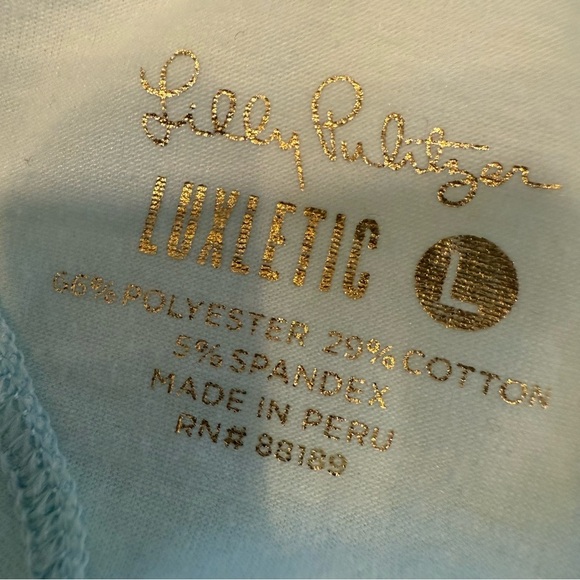 Lilly Pulitzer
LUXLETIC
L
66% POLYESTER 29% COTTON
5% SPANDEX
MADE IN PERU
RN# 88189